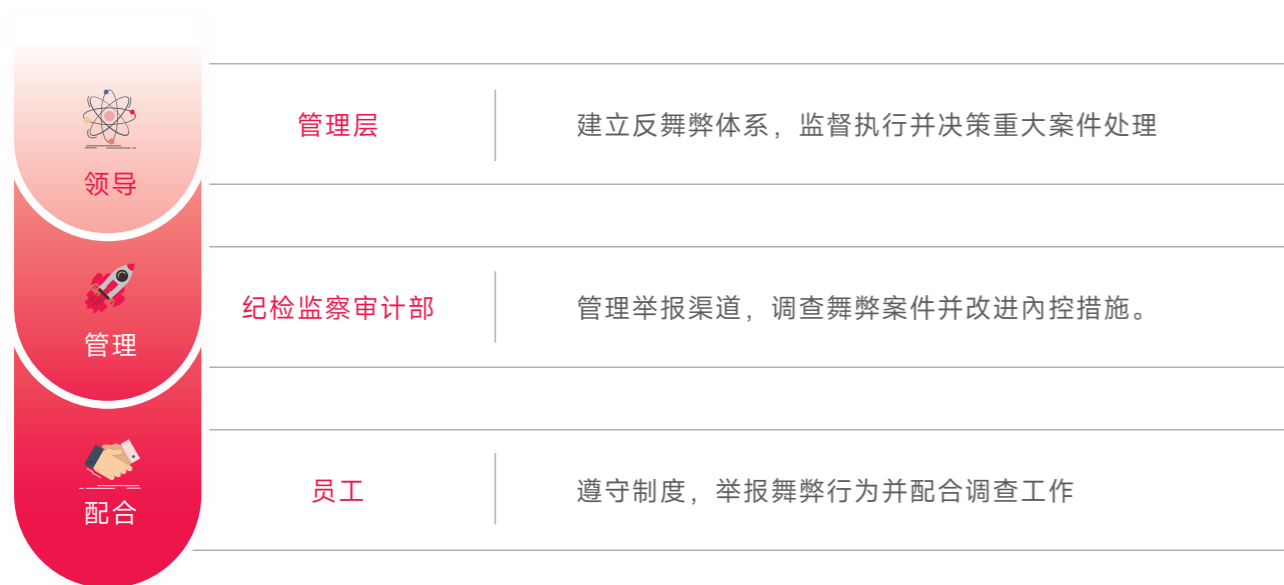 领导
管理层
建立反舞弊体系，监督执行并决策重大案件处理
管理
纪检监察审计部
管理举报渠道，调查舞弊案件并改进内控措施。
配合
员工
遵守制度，举报舞弊行为并配合调查工作